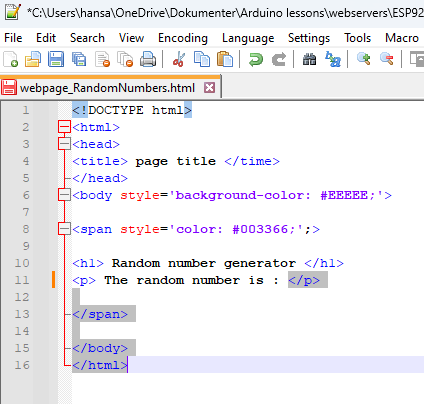 *C:\Users\hansa\OneDrive\Dokumenter\Arduino lessons\webservers\ESP92
File Edit Search View Encoding Language Settings Tools Macro
webpage_RandomNumbers.html
1 <!DOCTYPE html>
2 <html>
3 <head>
4 <title> page title </time>
5 </head>
6 <body style='background-color: #EEEEE;'>
7
8 <span style='color: #003366;';>
9
10 <h1> Random number generator </h1>
11 <p> The random number is : </p>
12
13 </span>
14
15 </body>
16 </html>